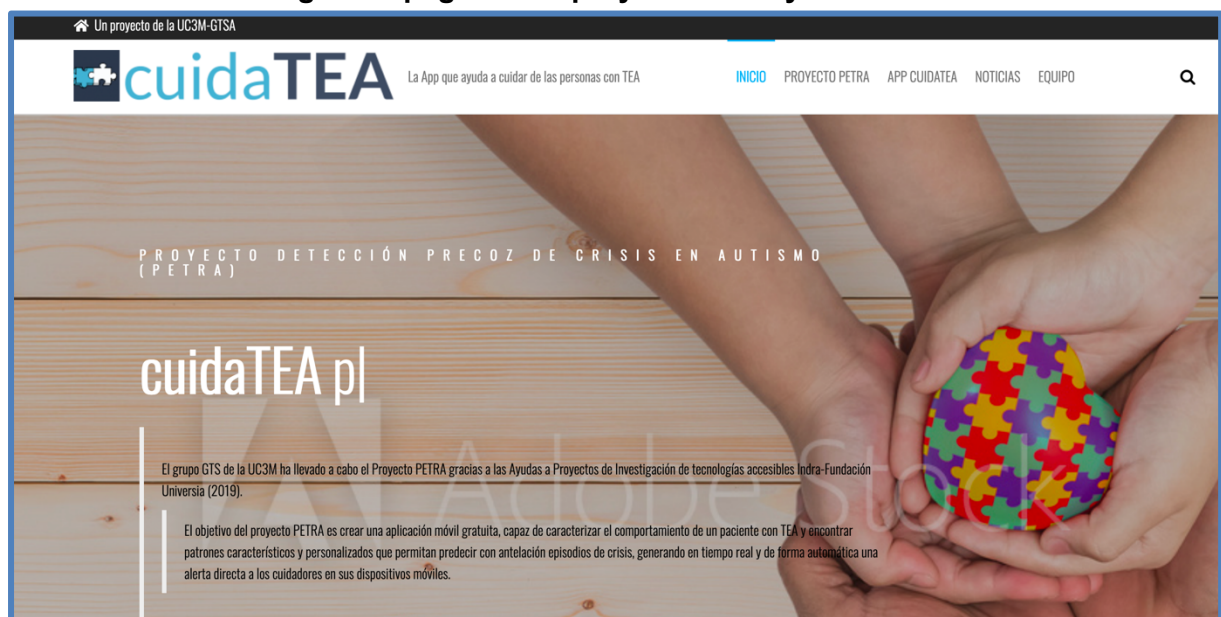 Un proyecto de la UC3M-GTSA
cuidaTEA
La App que ayuda a cuidar de las personas con TEA
INICIO
PROYECTO PETRA
APP CUIDATEA
NOTICIAS
EQUIPO
PROYECTO DETECCIÓN PRECOZ DE CRISIS EN AUTISMO
(PETRA)
cuidaTEA p|
El grupo GTS de la UC3M ha llevado a cabo el Proyecto PETRA gracias a las Ayudas a Proyectos de Investigación de tecnologías accesibles Indra-Fundación
Universia (2019).
El objetivo del proyecto PETRA es crear una aplicación móvil gratuita, capaz de caracterizar el comportamiento de un paciente con TEA y encontrar
patrones característicos y personalizados que permitan predecir con antelación episodios de crisis, generando en tiempo real y de forma automática una
alerta directa a los cuidadores en sus dispositivos móviles.
Adobe Stock